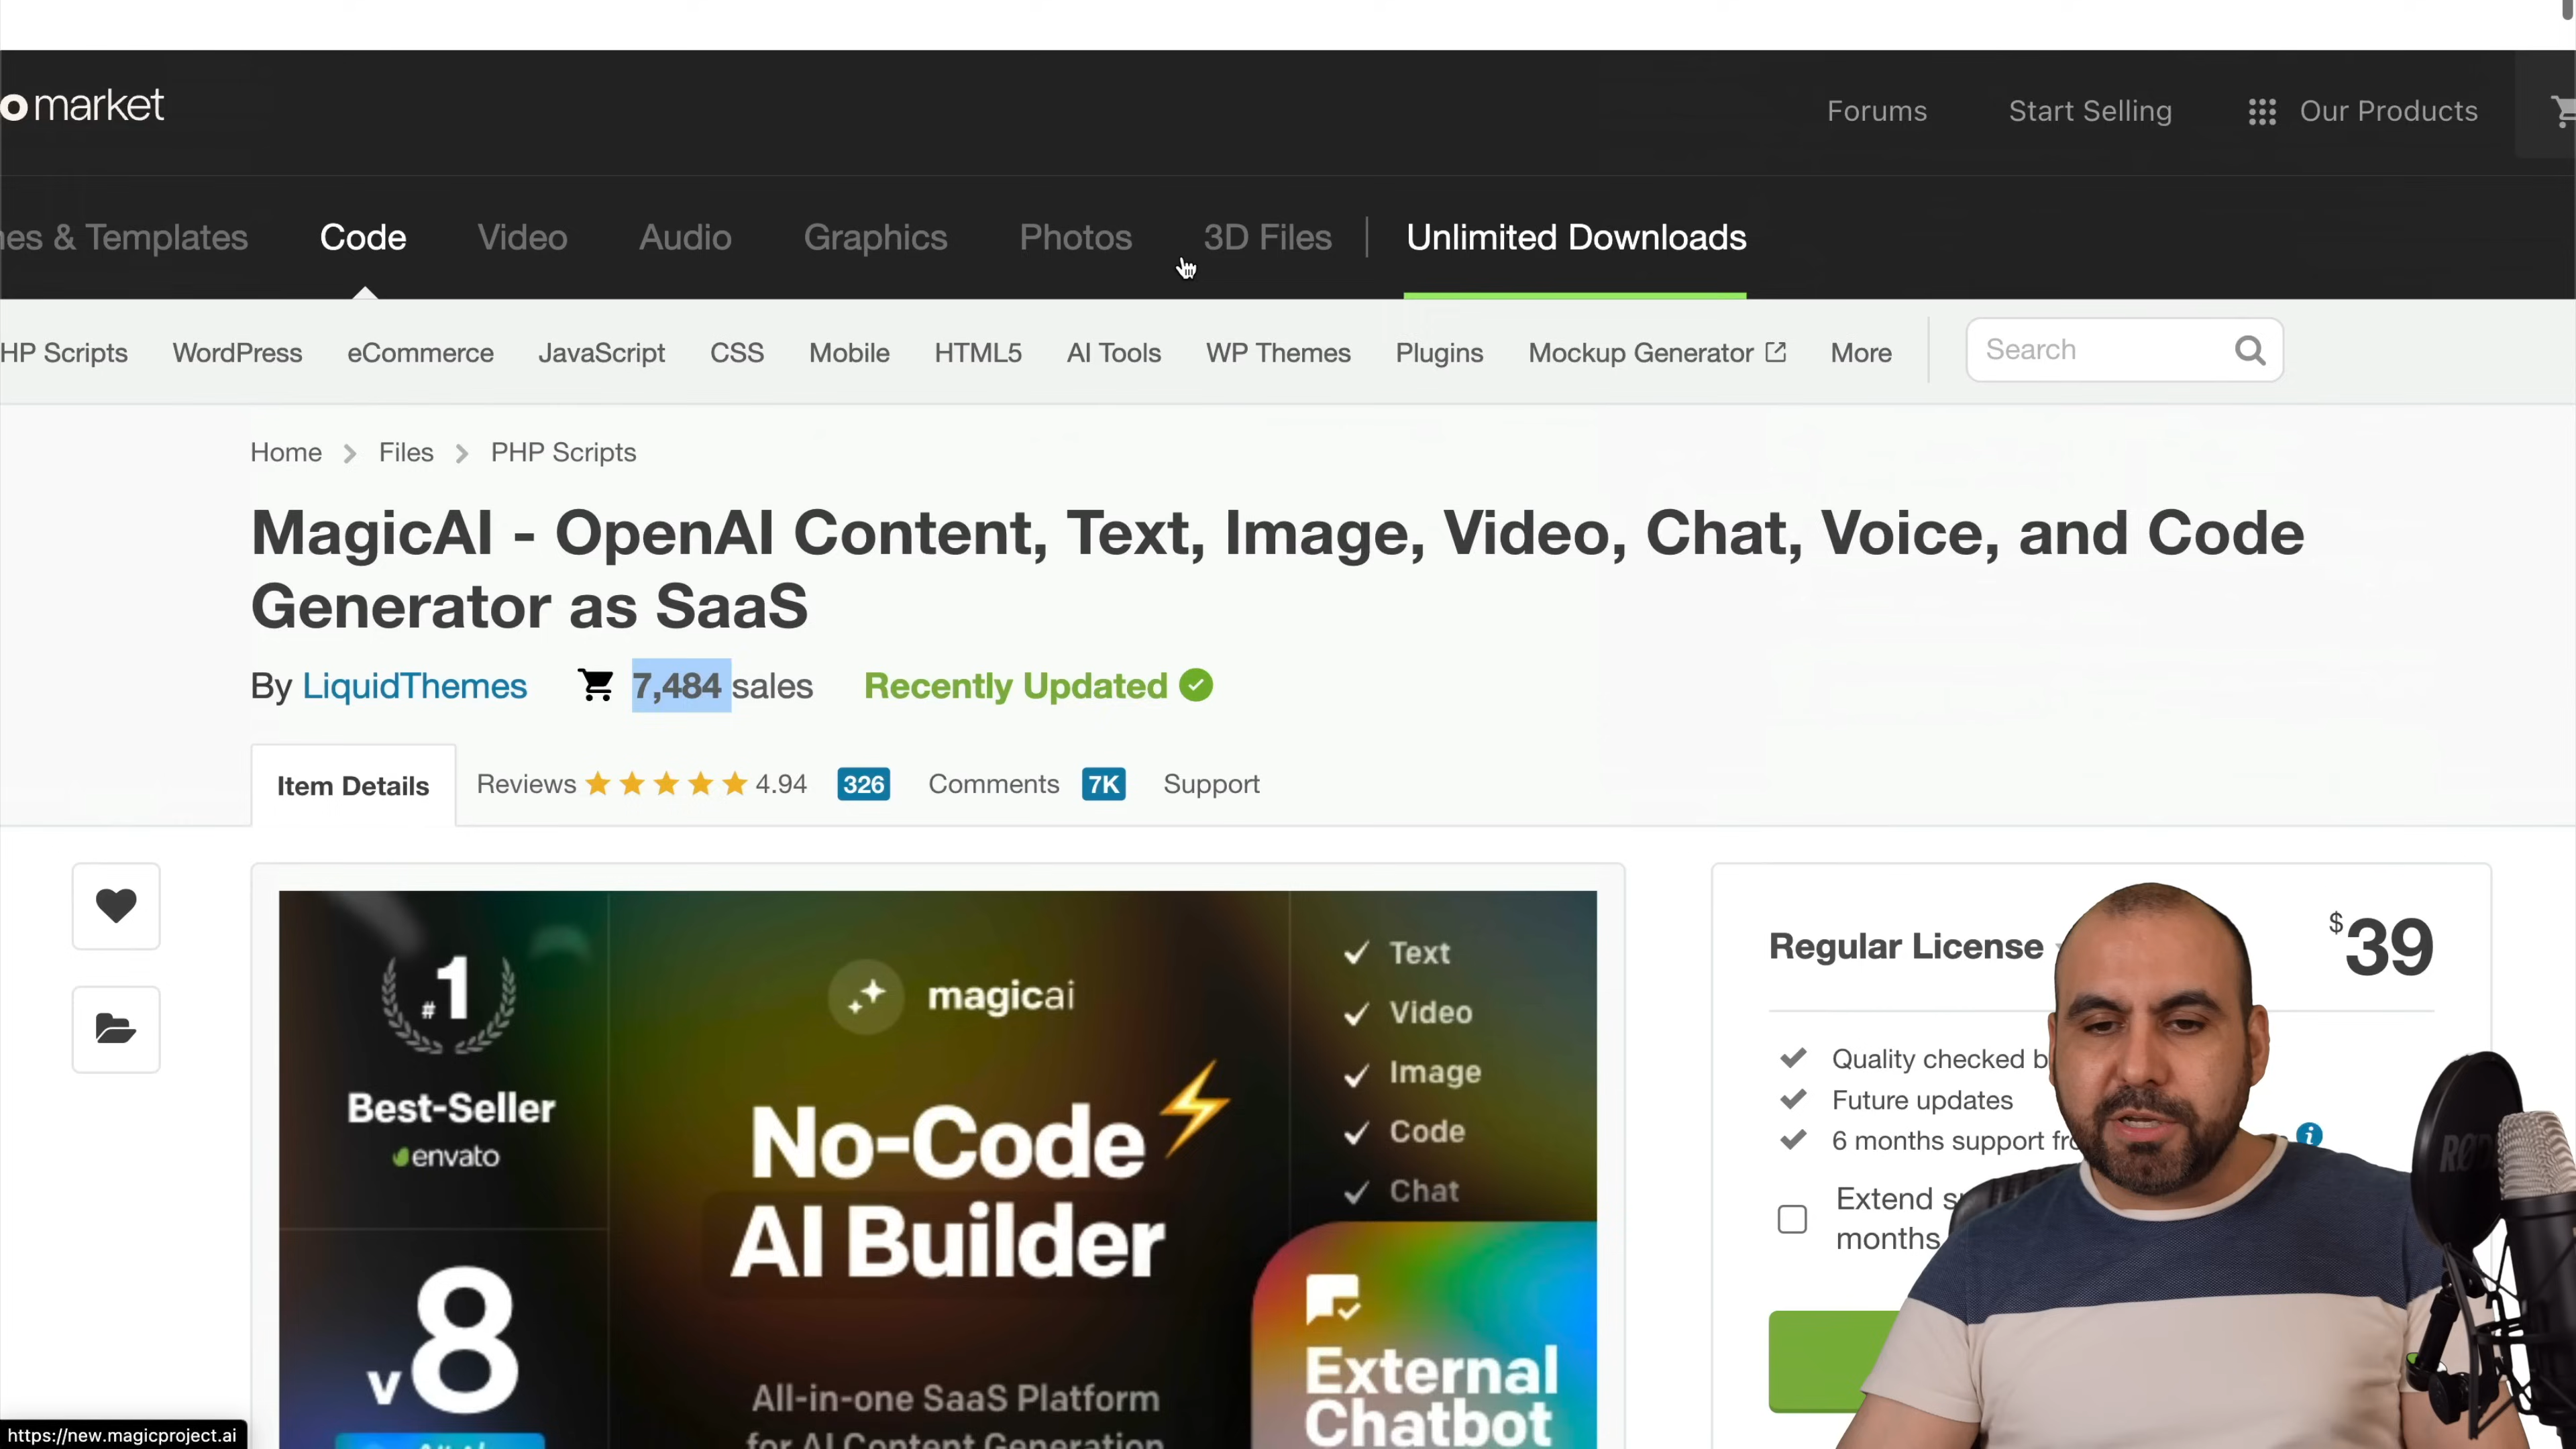 market
Forums
Start Selling
Our Products
& Templates
Code
Video
Audio
Graphics
Photos
3D Files
Unlimited Downloads
HP Scripts
WordPress
eCommerce
JavaScript
CSS
Mobile
HTML5
AI Tools
WP Themes
Plugins
Mockup Generator
More
Search
Home > Files > PHP Scripts
MagicAI - OpenAI Content, Text, Image, Video, Chat, Voice, and Code
Generator as SaaS
By LiquidThemes
7,484 sales
Recently Updated
Item Details
Reviews
4.94
326
Comments
7K
Support
#1
Best-Seller
envato
v8
magicai
No-Code
AI Builder
All-in-one SaaS Platform
for AI Content Generation
Text
Video
Image
Code
Chat
External
Chatbot
Regular License
$39
Quality checked
Future updates
6 months support
Extend
months
RØD
https://new.magicproject.ai